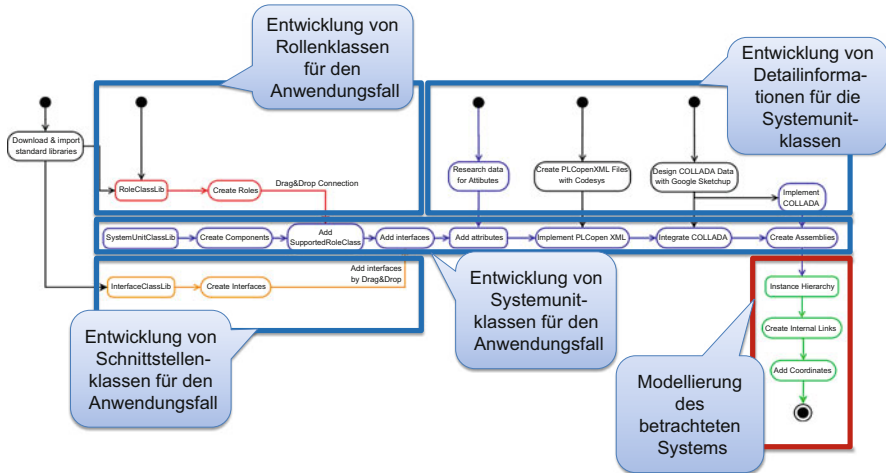 Entwicklung von
Rollenklassen
für den
Anwendungsfall
Entwicklung von
Detailinforma-
tionen für die
Systemunit-
klassen
Download & import
standard libraries
RoleClassLib
Create Roles
Drag&Drop Connection
Research data
for Attibutes
Create PLCopenXML Files
with Codesys
Design COLLADA Data
with Google Sketchup
Implement
COLLADA
SystemUnitClassLib
Create Components
Add
SupportedRoleClass
Add interfaces
Add attributes
Implement PLCopen XML
Integrate COLLADA
Create Assemblies
InterfaceClassLib
Create Interfaces
Add interfaces
by Drag&Drop
Entwicklung von
Schnittstellen-
klassen für den
Anwendungsfall
Entwicklung von
Systemunit-
klassen für den
Anwendungsfall
Instance Hierarchy
Create Internal Links
Add Coordinates
Modellierung
des
betrachteten
Systems